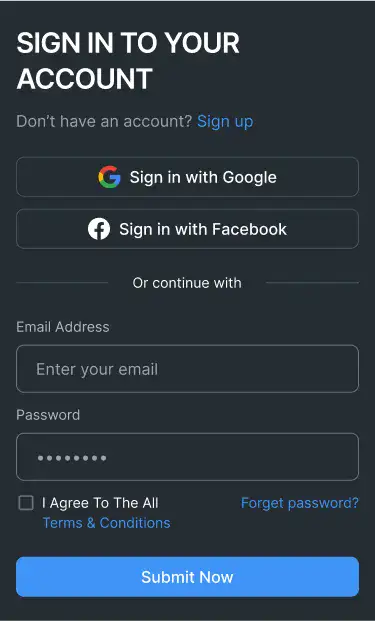 SIGN IN TO YOUR
ACCOUNT
Don't have an account? Sign up
Sign in with Google
Sign in with Facebook
Or continue with
Email Address
Enter your email
Password
••••••••
I Agree To The All
Terms & Conditions
Forget password?
Submit Now